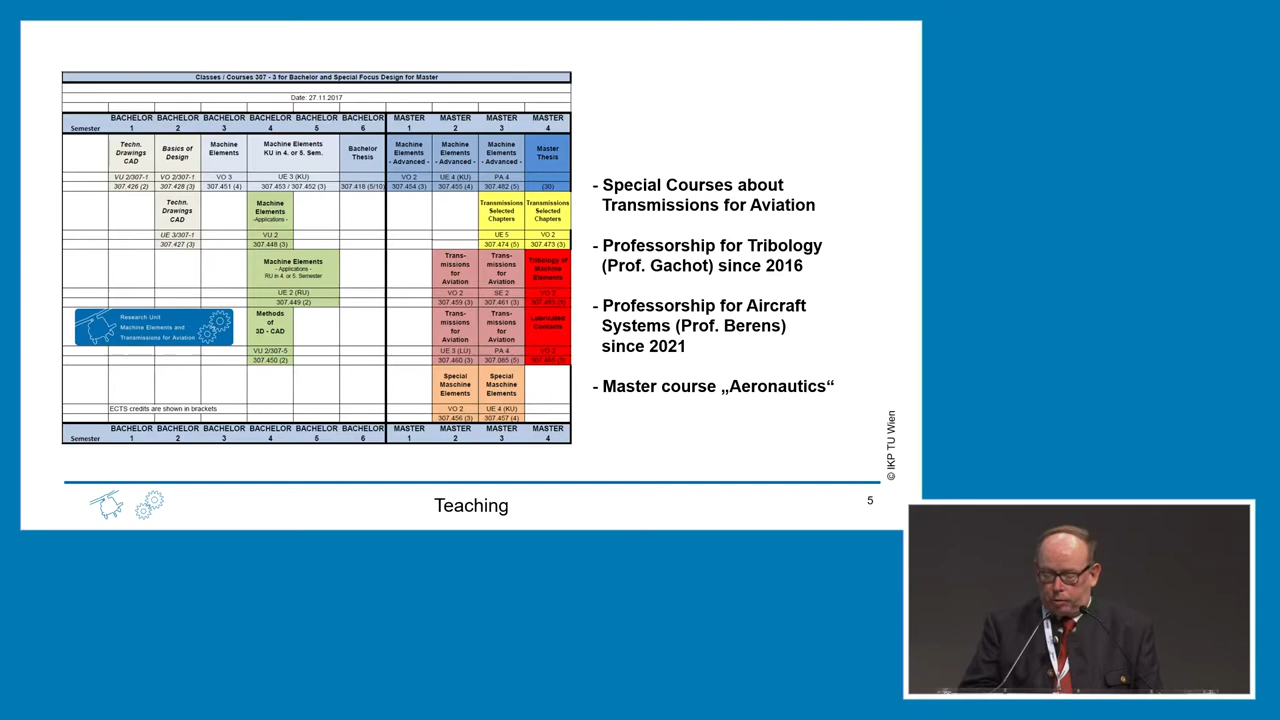 Classes / Courses 307 - 3 for Bachelor and Special Focus Design for Master
Date: 27.11.2017
Semester
BACHELOR 1
BACHELOR 2
BACHELOR 3
BACHELOR 4
BACHELOR 5
BACHELOR 6
MASTER 1
MASTER 2
MASTER 3
MASTER 4
Techn. Drawings CAD
Basics of Design
Machine Elements
Machine Elements KU in 4. or 5. Sem.
Bachelor Thesis
Machine Elements - Advanced -
Machine Elements - Advanced -
Machine Elements - Advanced -
Master Thesis
VU 2/307-1
VO 2/307-1
VO 3
UE 3 (KU)
VO 2
UE 4 (KU)
PA 4
307.426 (2)
307.428 (3)
307.451 (4)
307.453 / 307.452 (3)
307.418 (5/10)
307.454 (3)
307.455 (4)
307.482 (5)
(30)
Techn. Drawings CAD
Machine Elements -Applications -
Transmissions Selected Chapters
Transmissions Selected Chapters
UE 3/307-1
VU 2
UE 5
VO 2
307.427 (3)
307.448 (3)
307.474 (5)
307.473 (3)
Machine Elements
- Applications -
RU in 4. or 5. Semester
Trans-missions for Aviation
Trans-missions for Aviation
Tribology of Machine Elements
UE 2 (RU)
VO 2
SE 2
VO 2
307.449 (2)
307.459 (3)
307.461 (3)
Research Unit
Machine Elements and
Transmissions for Aviation
Methods of 3D - CAD
Trans-missions for Aviation
Trans-missions for Aviation
Lubricated Contacts
VU 2/307-5
UE 3 (LU)
PA 4
VO 2
307.450 (2)
307.460 (3)
307.085 (5)
Special Maschine Elements
Special Maschine Elements
ECTS credits are shown in brackets
VO 2
UE 4 (KU)
307.456 (3)
307.457 (4)
Semester
BACHELOR 1
BACHELOR 2
BACHELOR 3
BACHELOR 4
BACHELOR 5
BACHELOR 6
MASTER 1
MASTER 2
MASTER 3
MASTER 4
- Special Courses about
Transmissions for Aviation
- Professorship for Tribology
(Prof. Gachot) since 2016
- Professorship for Aircraft
Systems (Prof. Berens)
since 2021
- Master course „Aeronautics“
© IKP TU Wien
Teaching
5